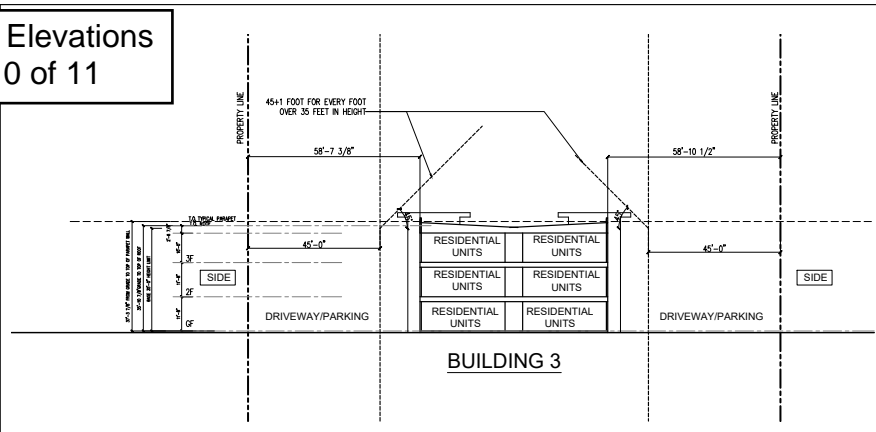 Elevations
0 of 11
PROPERTY LINE
PROPERTY LINE
45+1 FOOT FOR EVERY FOOT
OVER 35 FEET IN HEIGHT
58'-7 3/8"
58'-10 1/2"
T.O. TYPICAL PARAPET
T.O. ROOF
45'-0"
45'-0"
RESIDENTIAL
UNITS
RESIDENTIAL
UNITS
3F
SIDE
SIDE
RESIDENTIAL
UNITS
RESIDENTIAL
UNITS
2F
DRIVEWAY/PARKING
RESIDENTIAL
UNITS
RESIDENTIAL
UNITS
DRIVEWAY/PARKING
GF
BUILDING 3